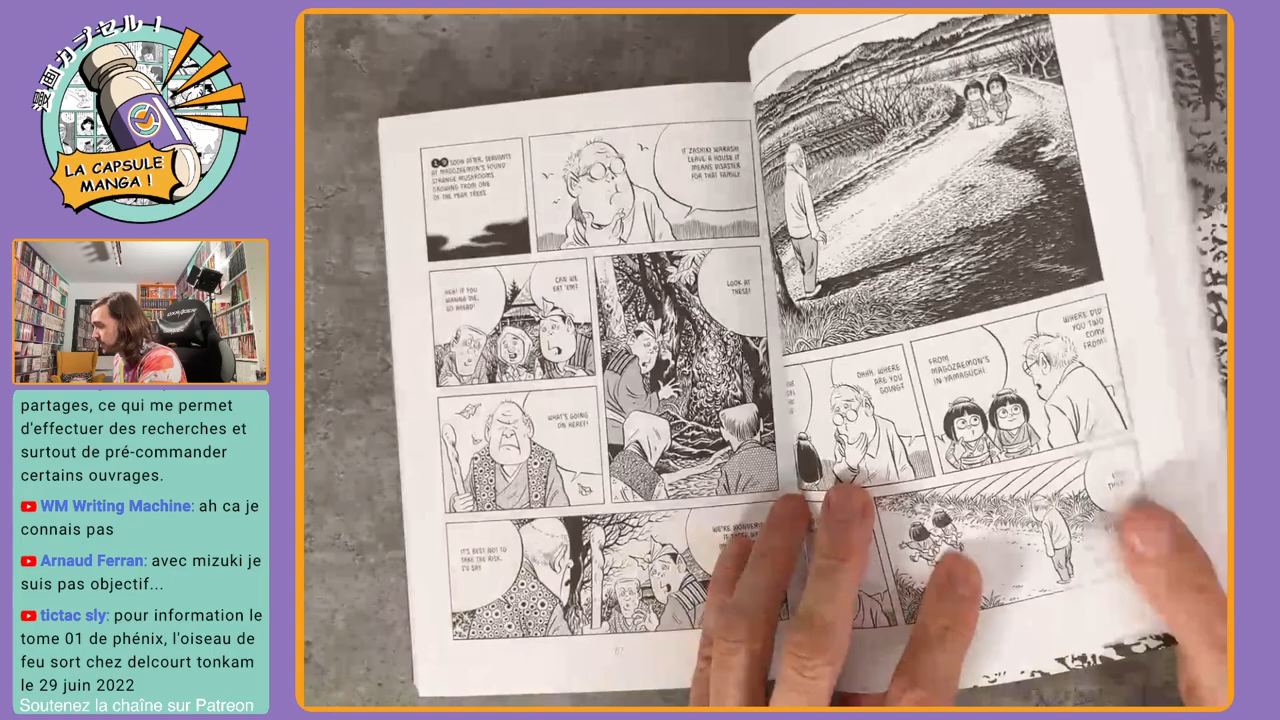 漫画カプセル!
LA CAPSULE
MANGA !
partages, ce qui me permet
d'effectuer des recherches et
surtout de pré-commander
certains ouvrages.
WM Writing Machine: ah ca je
connais pas
Arnaud Ferran: avec mizuki je
suis pas objectif...
tictac sly: pour information le
tome 01 de phénix, l'oiseau de
feu sort chez delcourt tonkam
le 29 juin 2022
Soutenez la chaîne sur Patreon
19 SOON AFTER, SERVANTS
AT MAGOZAEMON'S FOUND
STRANGE MUSHROOMS
GROWING FROM ONE
OF THE PEAR TREES.
IF ZASHIKI WARASHI
LEAVE A HOUSE IT
MEANS DISASTER
FOR THAT FAMILY.
HEH! IF YOU
WANNA DIE,
GO AHEAD!
CAN WE
EAT 'EM?
LOOK AT
THESE!
WHAT'S GOING
ON HERE?!
IT'S BEST NOT TO
TAKE THE RISK,
I'D SAY.
WE'RE
67
OHHH. WHERE
ARE YOU
GOING?
FROM
MAGOZAEMON'S
IN YAMAGUCHI.
WHERE DID
YOU TWO
COME
FROM?